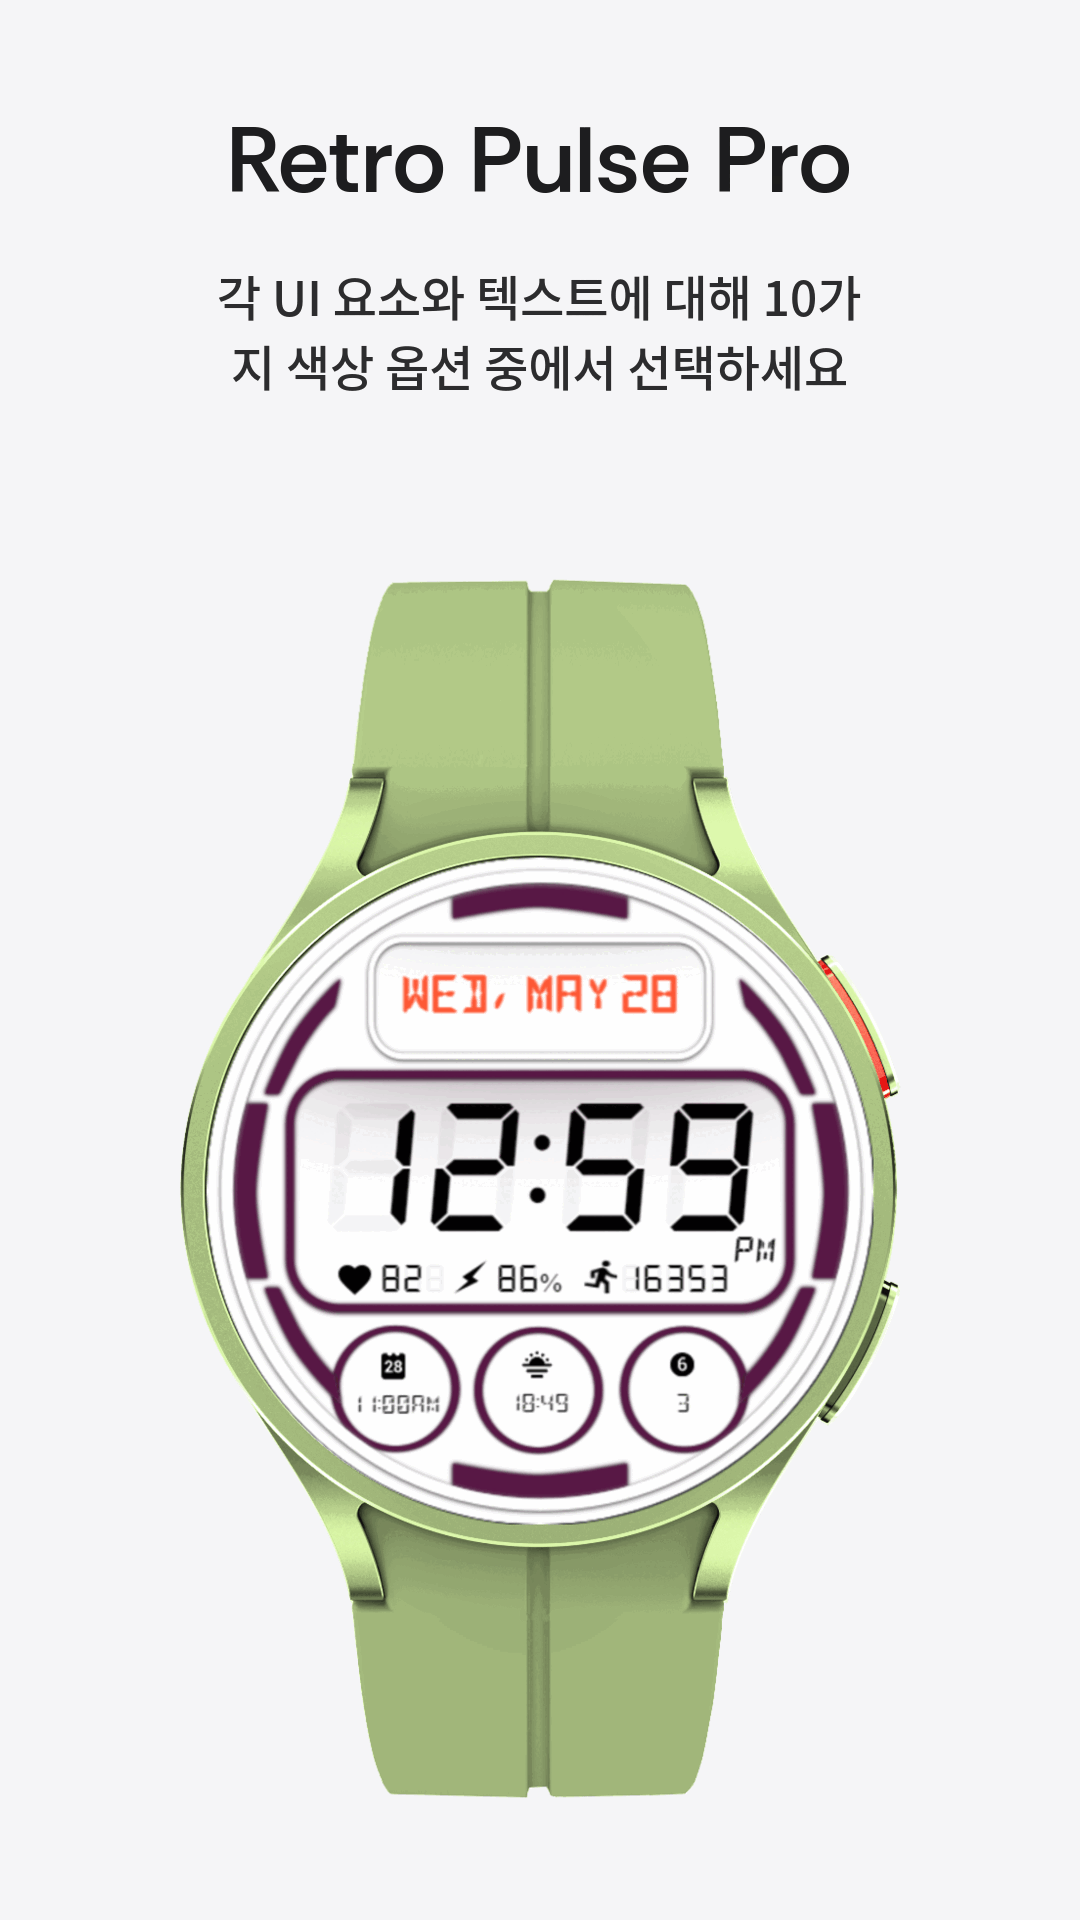 Retro Pulse Pro
각 UI 요소와 텍스트에 대해 10가
지 색상 옵션 중에서 선택하세요
WED, MAY 28
12:59
PM
82 86% 16353
28 6
11:00AM 18:49 3